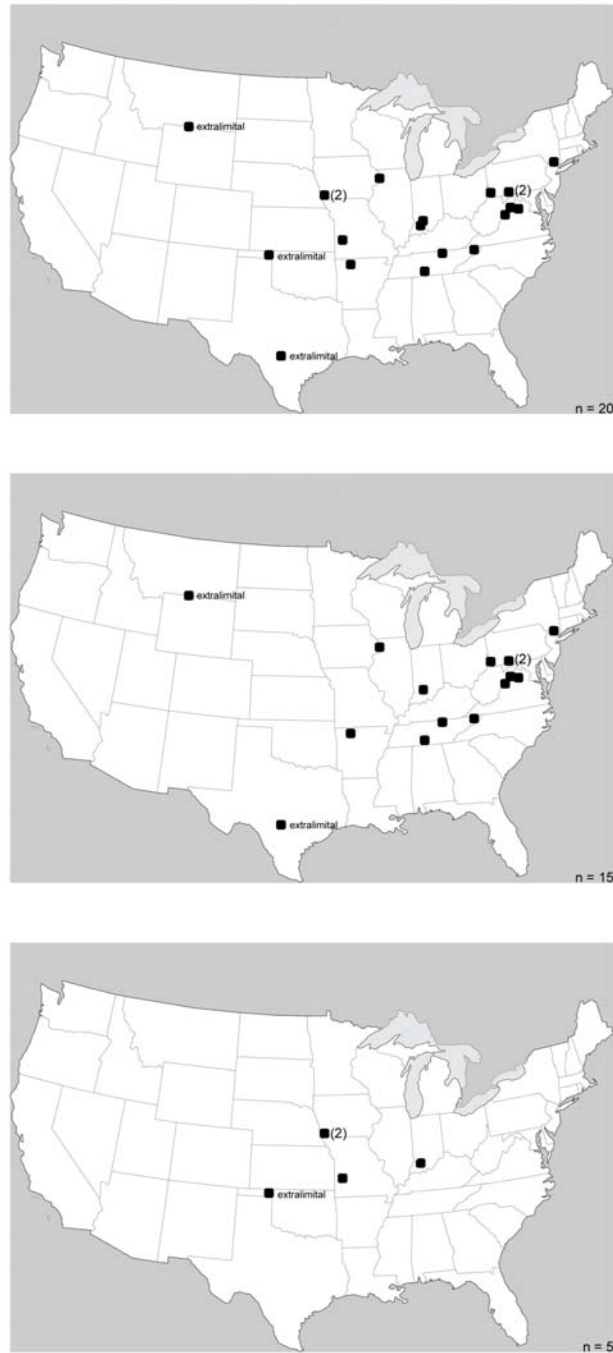 extralimital
(2)
(2)
extralimital
extralimital
n = 20
extralimital
(2)
extralimital
n = 15
(2)
extralimital
n = 5